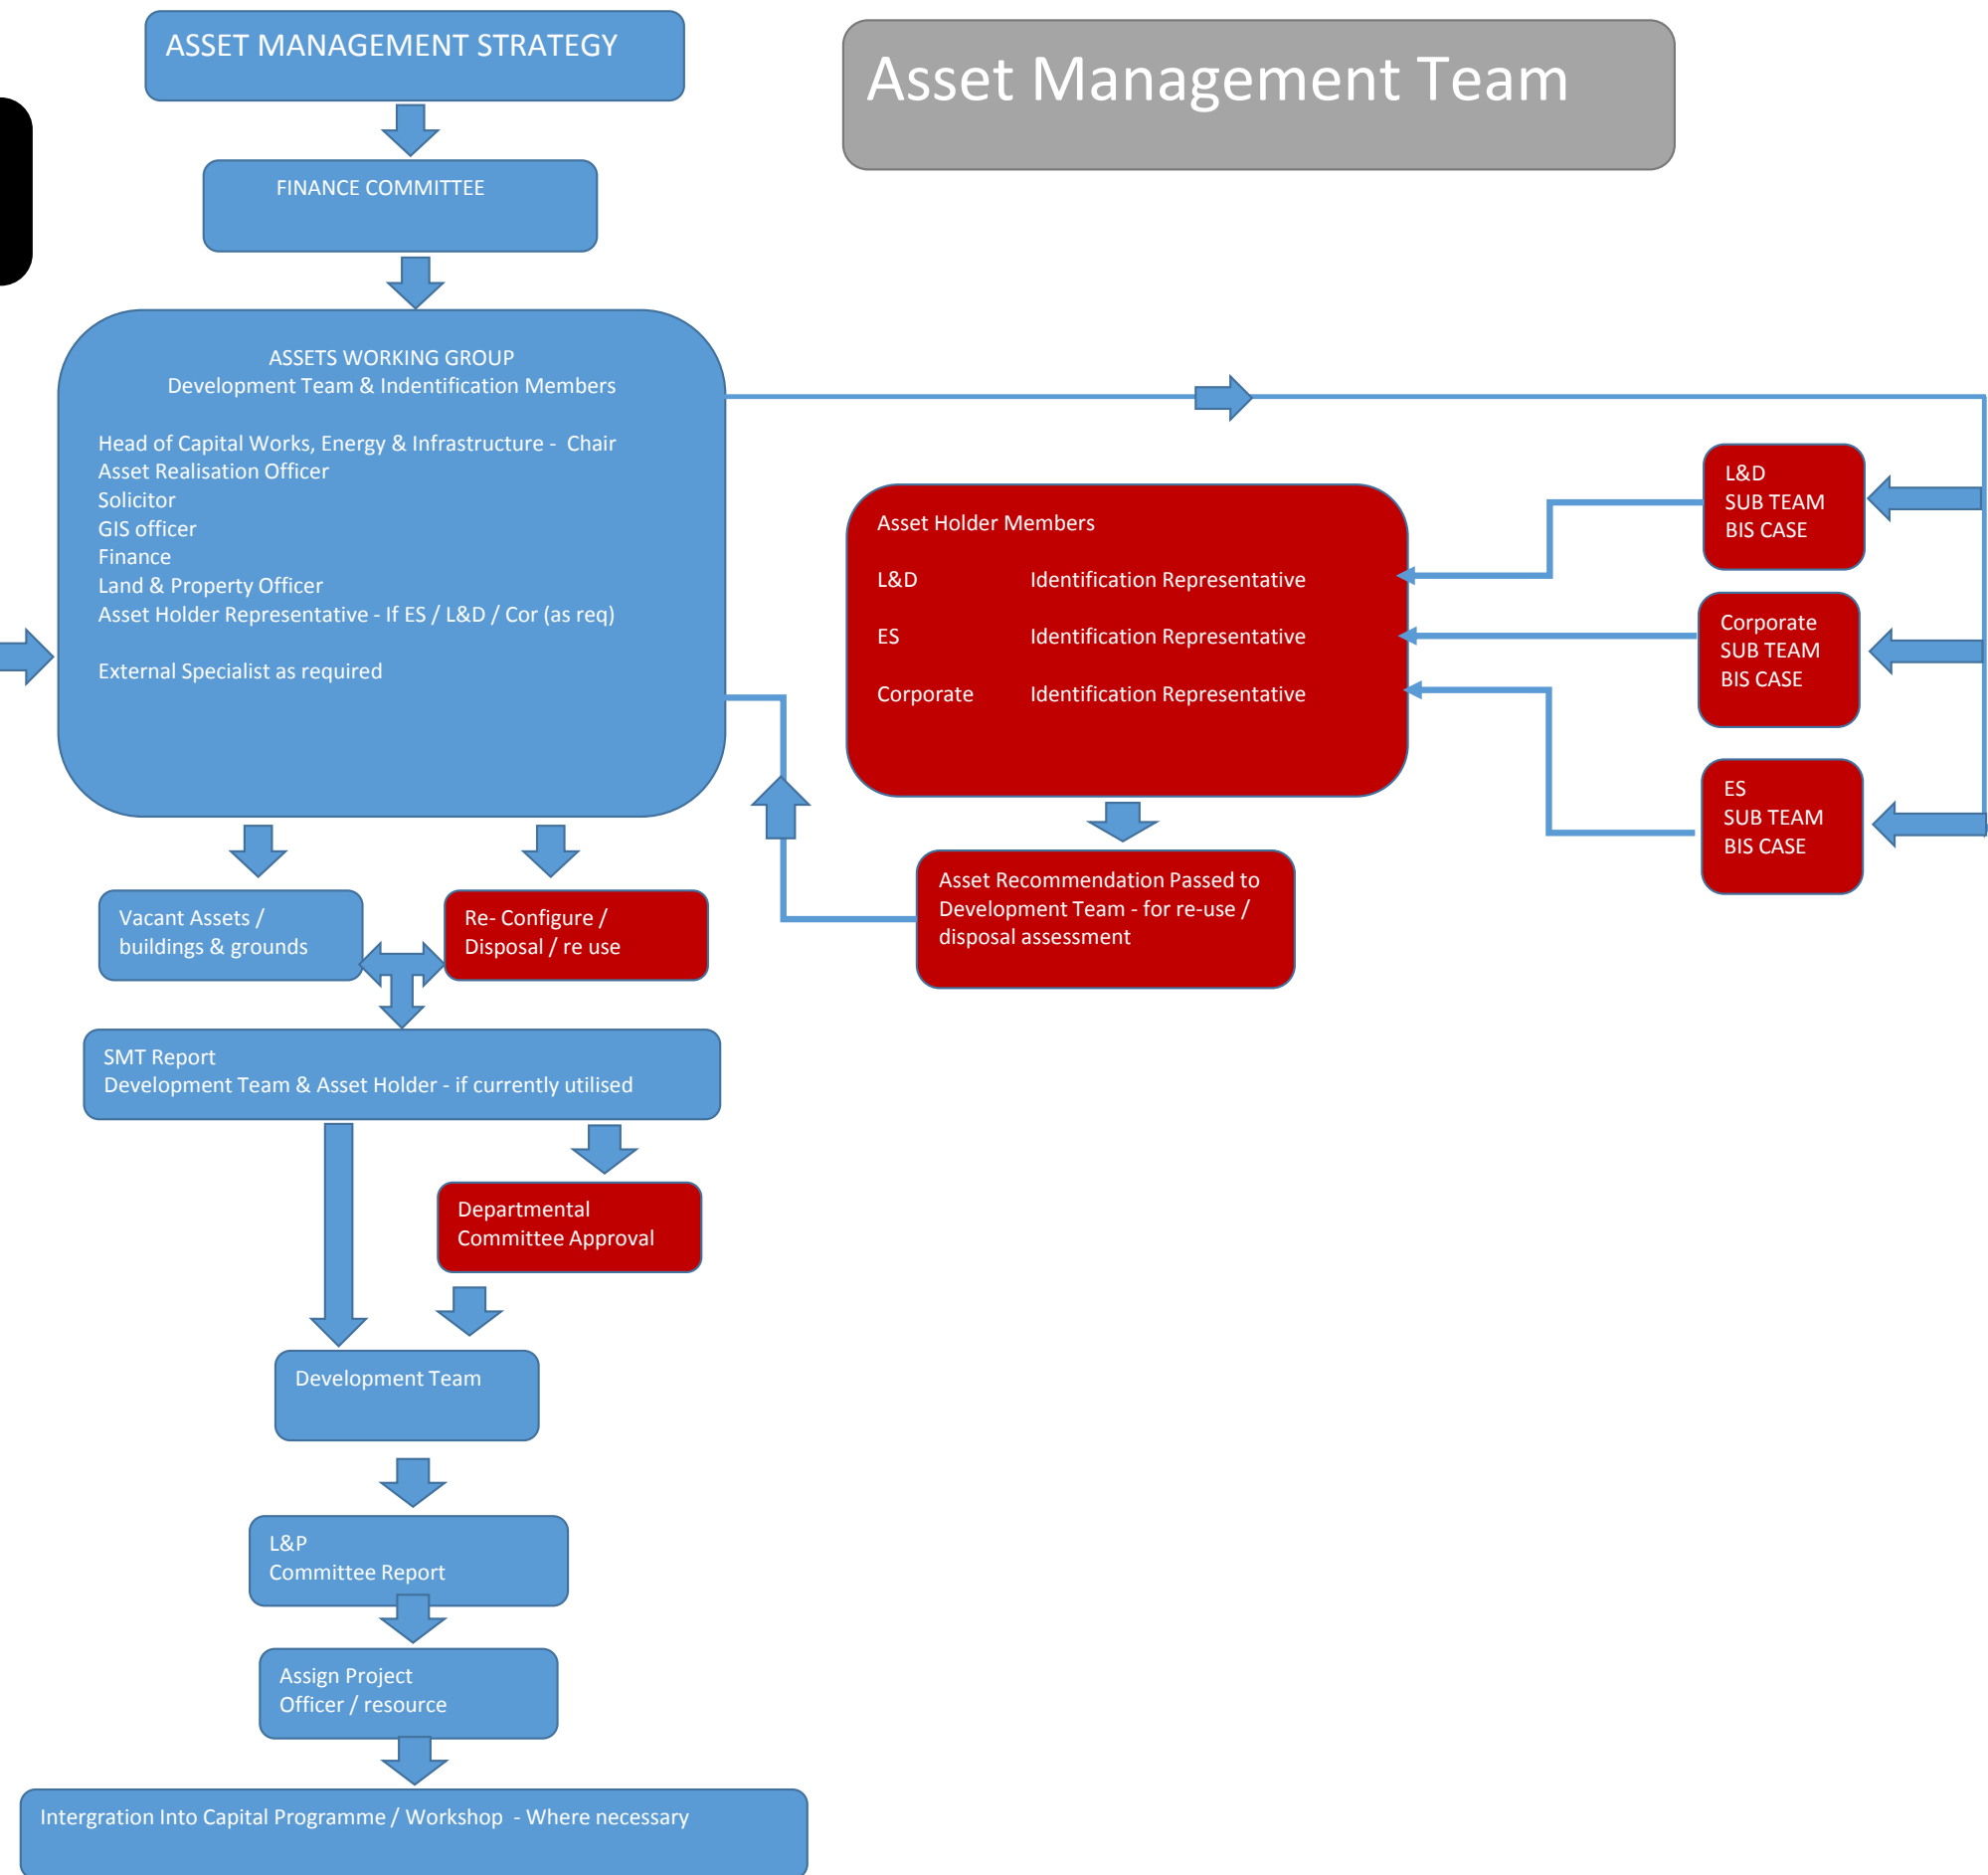 ASSET MANAGEMENT STRATEGY
Asset Management Team
FINANCE COMMITTEE
ASSETS WORKING GROUP
Development Team & Indentification Members
Head of Capital Works, Energy & Infrastructure - Chair
Asset Realisation Officer
Solicitor
GIS officer
Finance
Land & Property Officer
Asset Holder Representative - If ES / L&D / Cor (as req)
External Specialist as required
Asset Holder Members
L&D Identification Representative
ES Identification Representative
Corporate Identification Representative
L&D
SUB TEAM
BIS CASE
Corporate
SUB TEAM
BIS CASE
ES
SUB TEAM
BIS CASE
Asset Recommendation Passed to
Development Team - for re-use /
disposal assessment
Vacant Assets /
buildings & grounds
Re- Configure /
Disposal / re use
SMT Report
Development Team & Asset Holder - if currently utilised
Departmental
Committee Approval
Development Team
L&P
Committee Report
Assign Project
Officer / resource
Intergration Into Capital Programme / Workshop - Where necessary